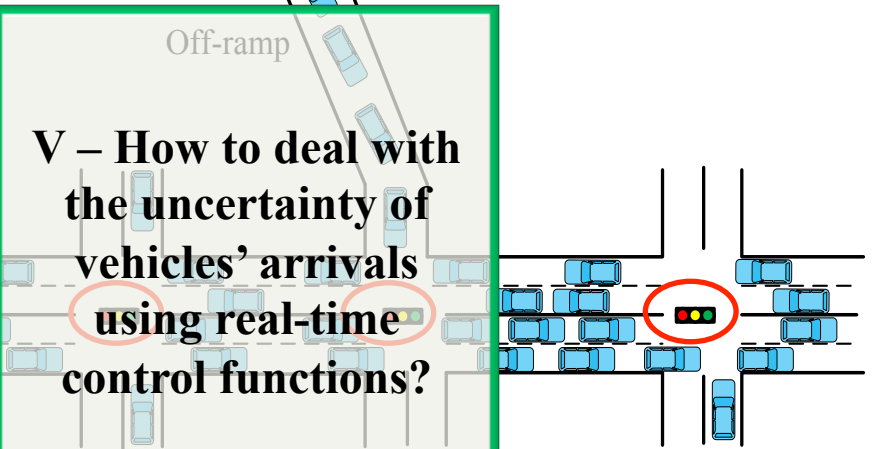 Off-ramp
V – How to deal with
the uncertainty of
vehicles’ arrivals
using real-time
control functions?